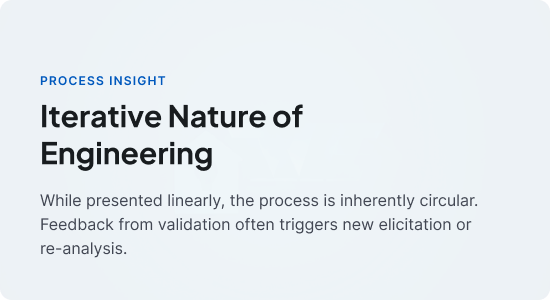 PROCESS INSIGHT
Iterative Nature of
Engineering
While presented linearly, the process is inherently circular.
Feedback from validation often triggers new elicitation or
re-analysis.